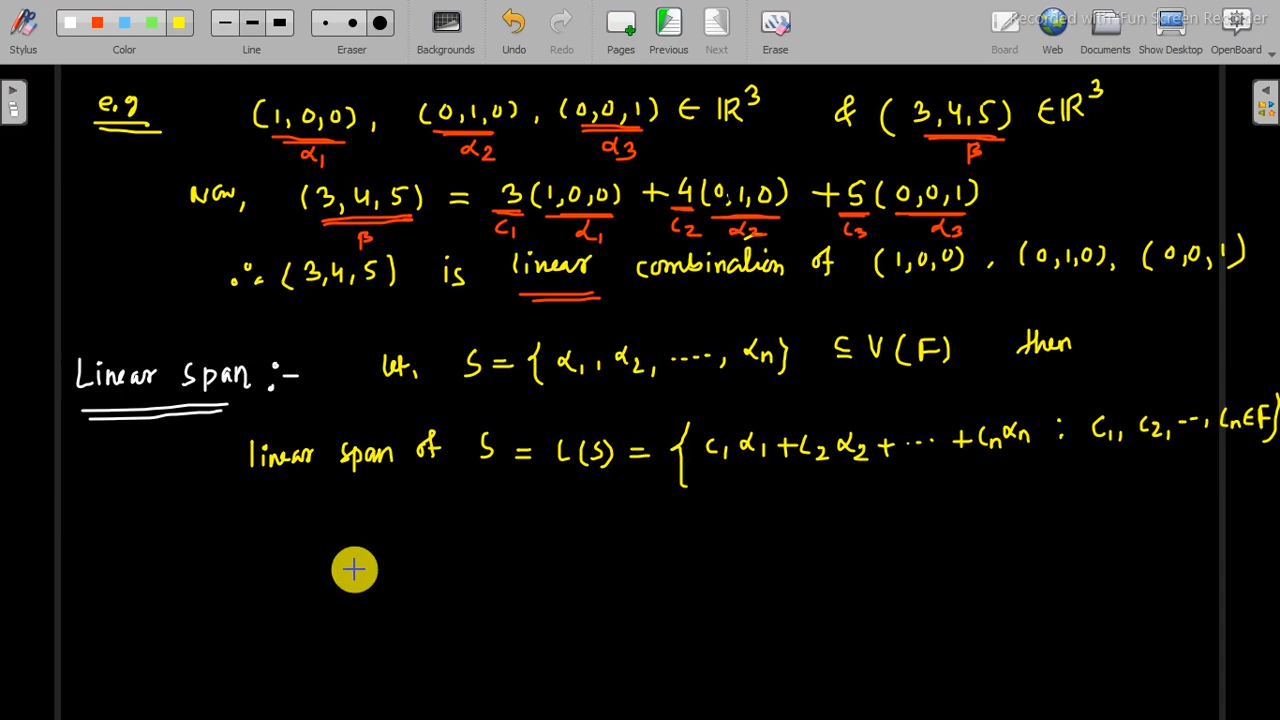 Stylus Color Line Eraser Backgrounds Undo Redo Pages Previous Next Erase Board Web Documents Show Desktop OpenBoard
Recorded with iFun Screen Recorder
e.g (1,0,0), (0,1,0), (0,0,1) ∈ ℝ³ & (3,4,5) ∈ ℝ³
α₁ α₂ α₃ β
Now, (3,4,5) = 3(1,0,0) + 4(0,1,0) + 5(0,0,1)
β c₁ α₁ c₂ α₂ c₃ α₃
∴ (3,4,5) is linear combination of (1,0,0), (0,1,0), (0,0,1)
Linear span :- let, S = { α₁, α₂, ...., αn} ⊆ V(F) then
linear span of S = L(S) = { c₁α₁ + c₂α₂ + ... + cnαn : c₁, c₂, ..., cn∈F}